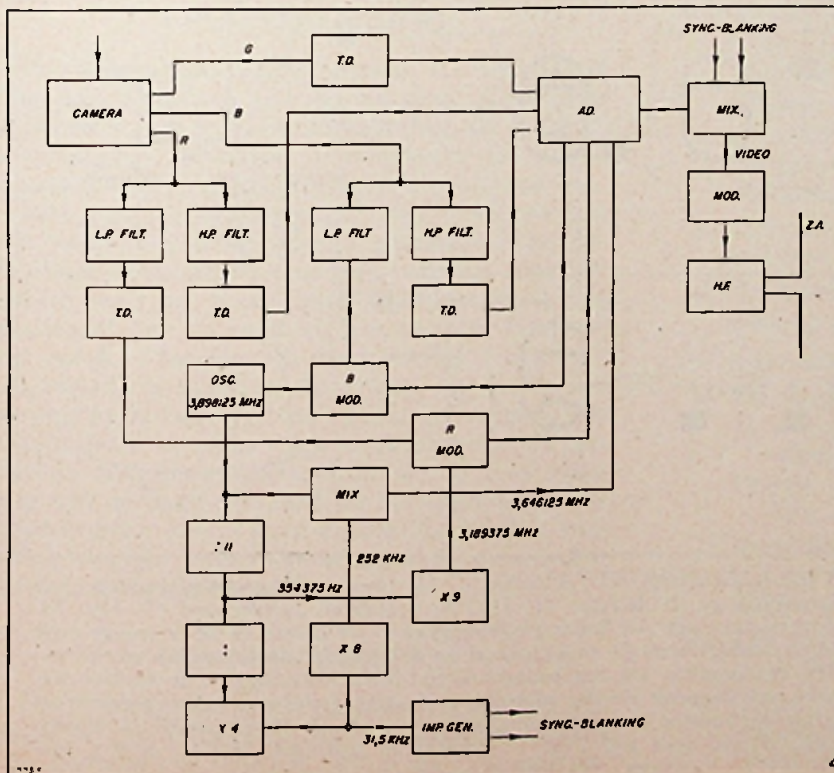 SYNC.-BLANKING
G
T.D.
CAMERA
B
A.D.
MIX.
R
VIDEO
MOD.
L.P. FILT.
H.P. FILT.
L.P. FILT
H.P. FILT.
Z.A.
H.F.
T.D.
T.D.
T.D.
OSC.
3,898125 MHZ
B
MOD.
R
MOD.
MIX
3,646125 MHZ
3,189375 MHZ
: 11
252 KHZ
354375 HZ
X 9
:
X 8
X 4
31,5 KHZ
IMP. GEN.
SYNC.-BLANKING